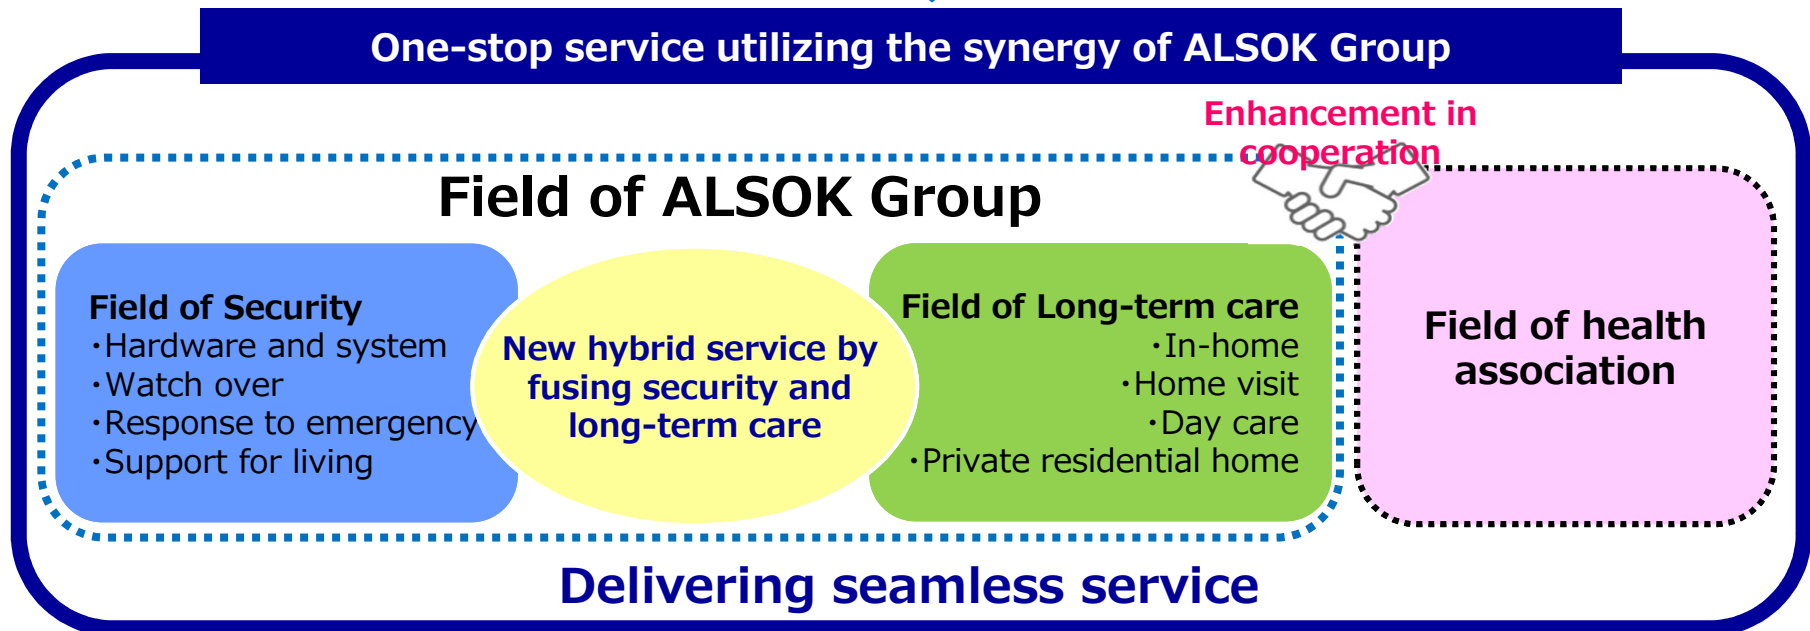 One-stop service utilizing the synergy of ALSOK Group
Enhancement in
cooperation
Field of ALSOK Group
Field of Security
・Hardware and system
・Watch over
・Response to emergency
・Support for living
New hybrid service by
fusing security and
long-term care
Field of Long-term care
・In-home
・Home visit
・Day care
・Private residential home
Field of health
association
Delivering seamless service